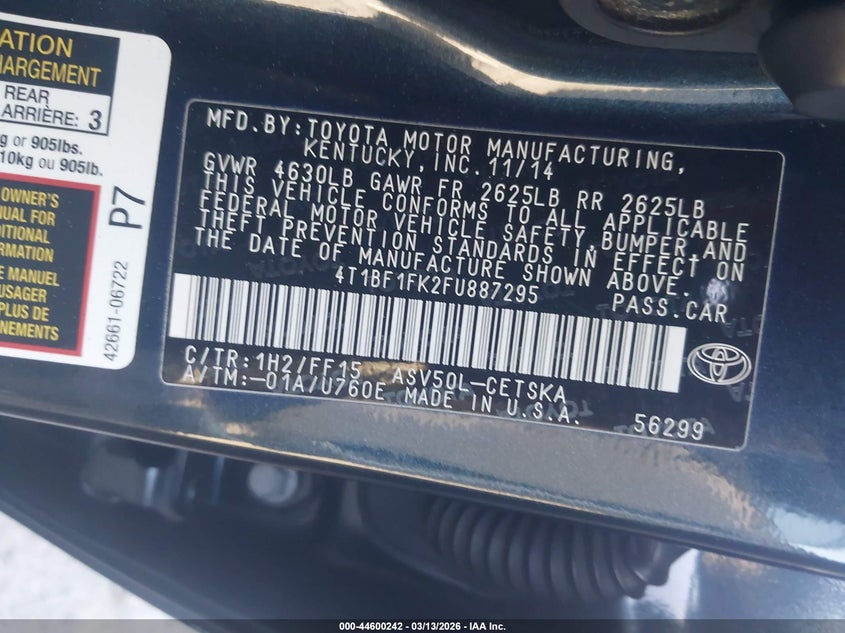 ATION
HARGEMENT
REAR
ARRIÈRE: 3
g or 905lbs.
10kg ou 905lb.
OWNER'S
NUAL FOR
DITIONAL
RMATION
E MANUEL
USAGER
PLUS DE
NEMENTS
P7
42661-06722
MFD.BY:TOYOTA MOTOR MANUFACTURING,
KENTUCKY,INC. 11/14
GVWR 4630LB GAWR FR 2625LB RR 2625LB
THIS VEHICLE CONFORMS TO ALL APPLICABLE
FEDERAL MOTOR VEHICLE SAFETY,BUMPER,AND
THEFT PREVENTION STANDARDS IN EFFECT ON
THE DATE OF MANUFACTURE SHOWN ABOVE.
4T1BF1FK2FU887295 PASS.CAR
C/TR:1H2/FF15 ASV50L-CETSKA
A/TM:-01A/U760E MADE IN U.S.A.
56299
000-44600242 | 03/13/2026 - IAA Inc.